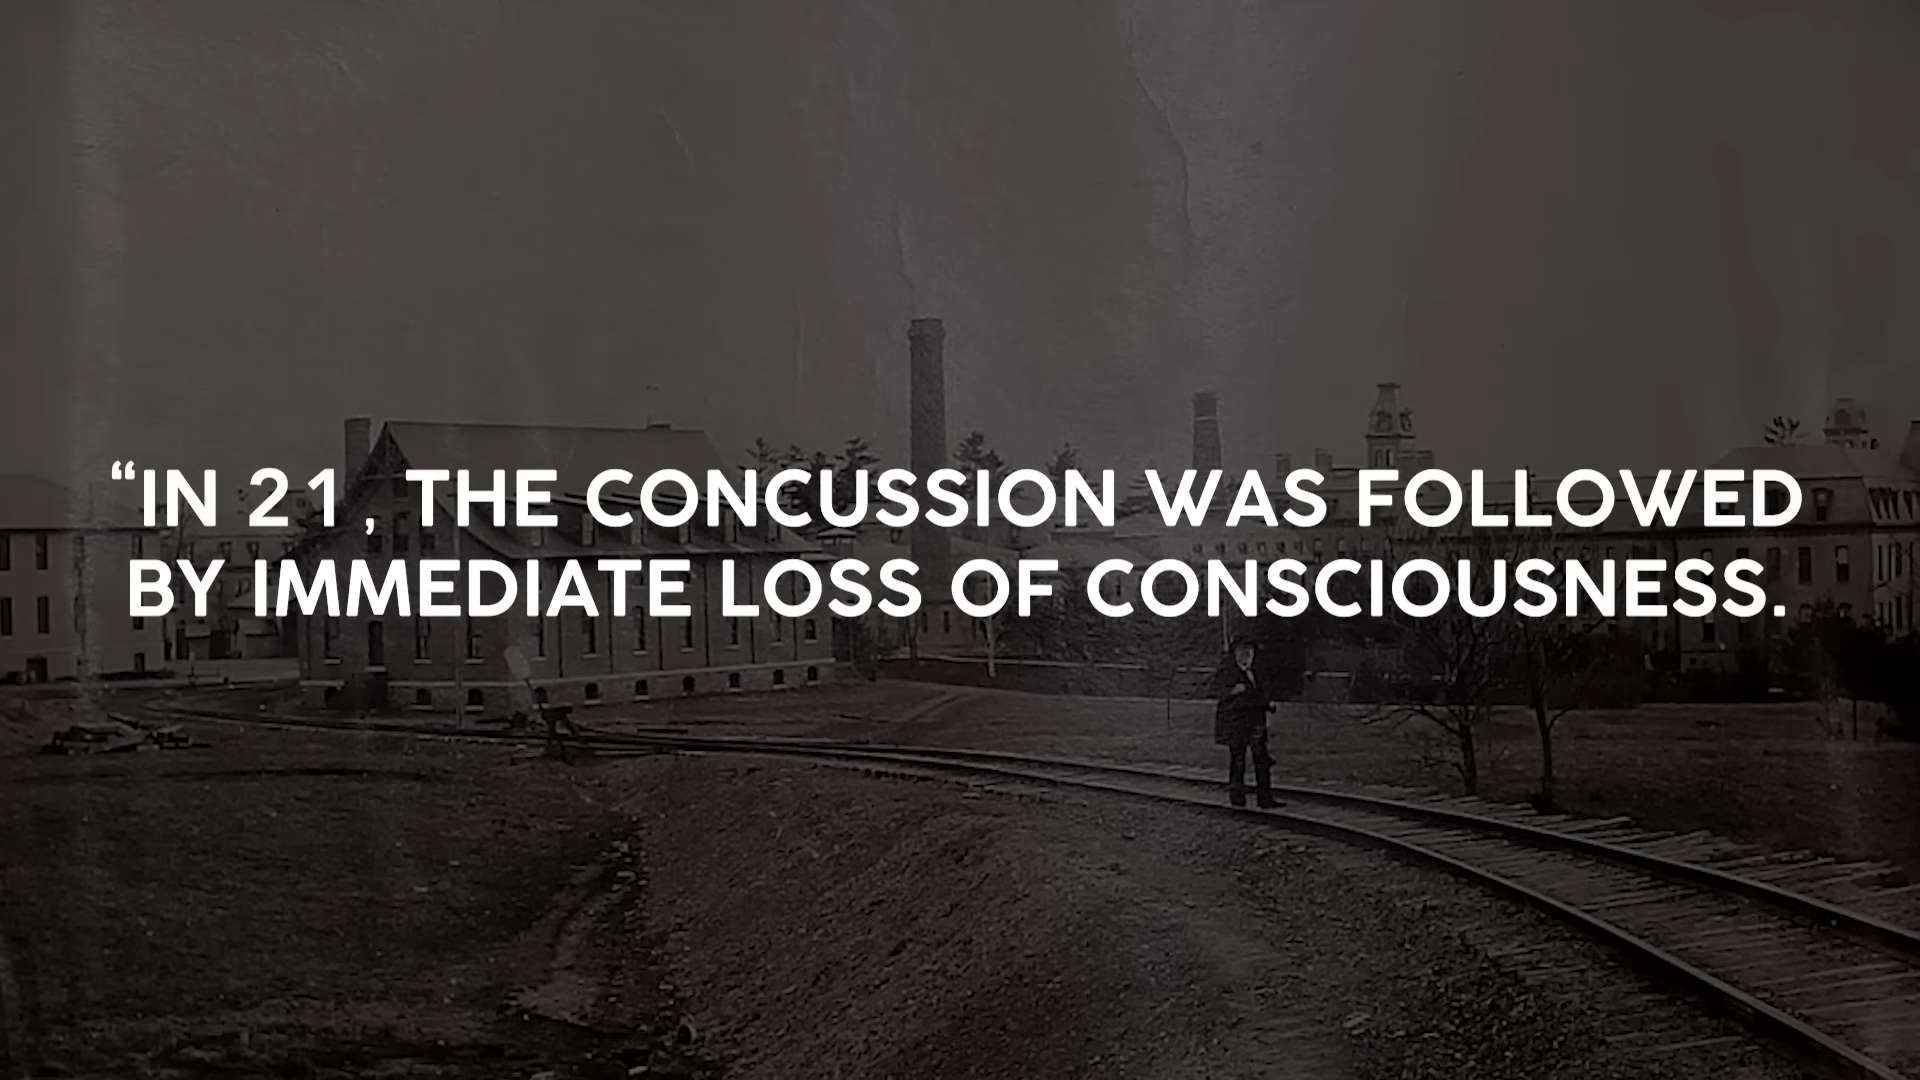 “IN 21, THE CONCUSSION WAS FOLLOWED
BY IMMEDIATE LOSS OF CONSCIOUSNESS.